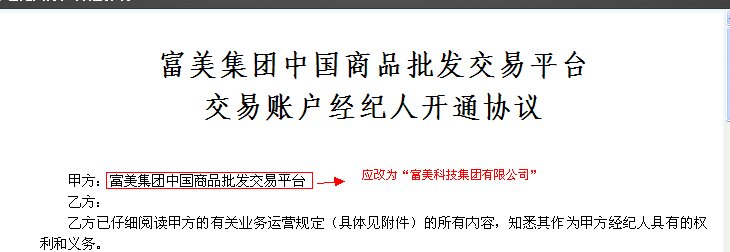 富美集团中国商品批发交易平台
交易账户经纪人开通协议
甲方：富美集团中国商品批发交易平台 应改为“富美科技集团有限公司”
乙方：
乙方已仔细阅读甲方的有关业务运营规定（具体见附件）的所有内容，知悉其作为甲方经纪人具有的权
利和义务。